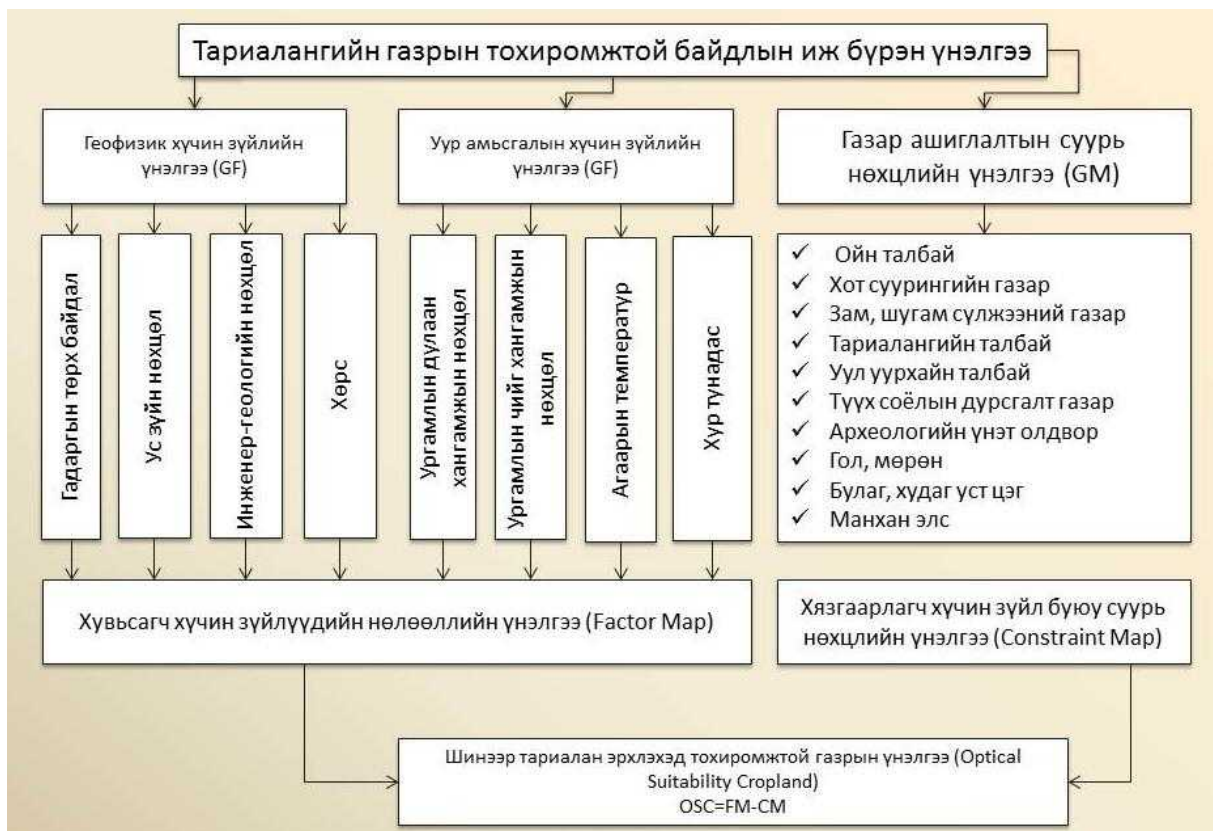 Тариалангийн газрын тохиромжтой байдлын иж бүрэн үнэлгээ
Геофизик хүчин зүйлийн
үнэлгээ (GF)
Уур амьсгалын хүчин зүйлийн
үнэлгээ (GF)
Газар ашиглалтын суурь
нөхцлийн үнэлгээ (GM)
Гадаргын төрх байдал
Ус зүйн нөхцөл
Инженер-геологийн нөхцөл
Хөрс
Ургамлын дулаан
хангамжын нөхцөл
Ургамлын чийг хангамжын
нөхцөл
Агаарын температур
Хур тунадас
✓ Ойн талбай
✓ Хот суурингийн газар
✓ Зам, шугам сүлжээний газар
✓ Тариалангийн талбай
✓ Уул уурхайн талбай
✓ Түүх соёлын дурсгалт газар
✓ Археологийн үнэт олдвор
✓ Гол, мөрөн
✓ Булаг, худаг уст цэг
✓ Манхан элс
Хувьсагч хүчин зүйлүүдийн нөлөөллийн үнэлгээ (Factor Map)
Хязгаарлагч хүчин зүйл буюу суурь
нөхцлийн үнэлгээ (Constraint Map)
Шинээр тариалан эрхлэхэд тохиромжтой газрын үнэлгээ (Optical
Suitability Cropland)
OSC=FM-CM